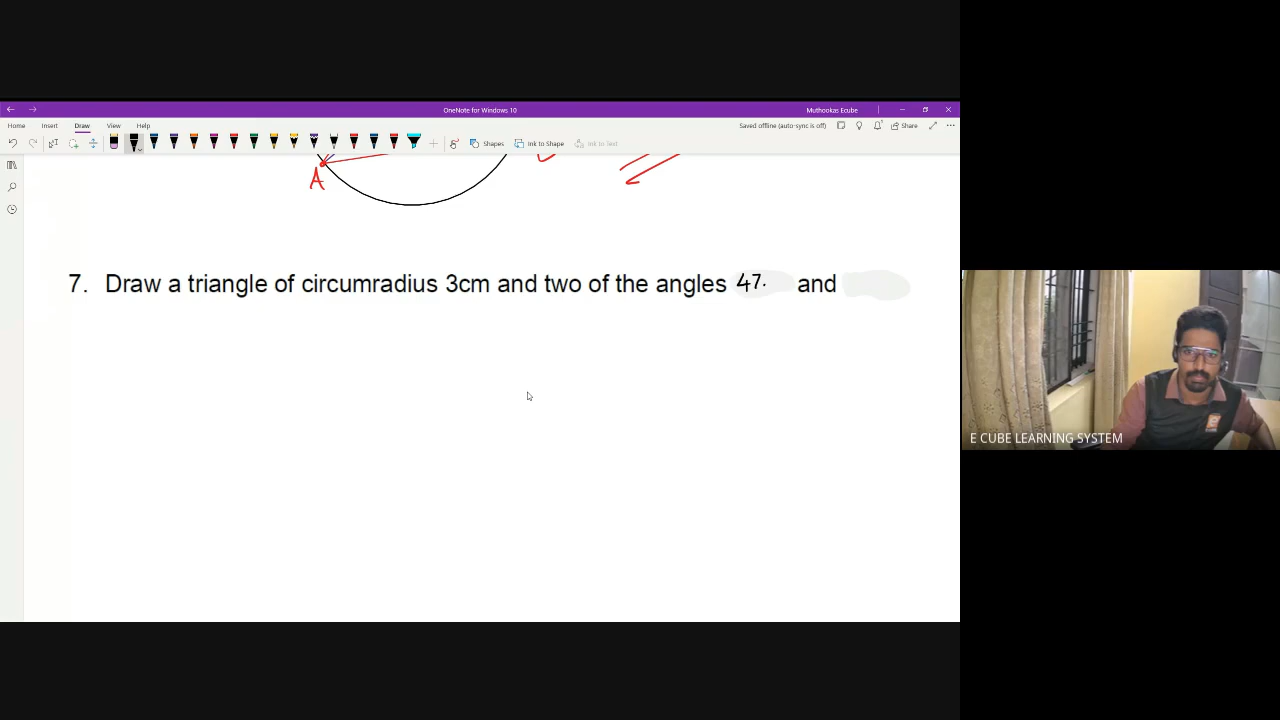 OneNote for Windows 10
Muthookas Ecube
Home Insert Draw View Help
Saved offline (auto-sync is off) Share
Shapes Ink to Shape Ink to Text
A
7. Draw a triangle of circumradius 3cm and two of the angles 47. and
E CUBE LEARNING SYSTEM